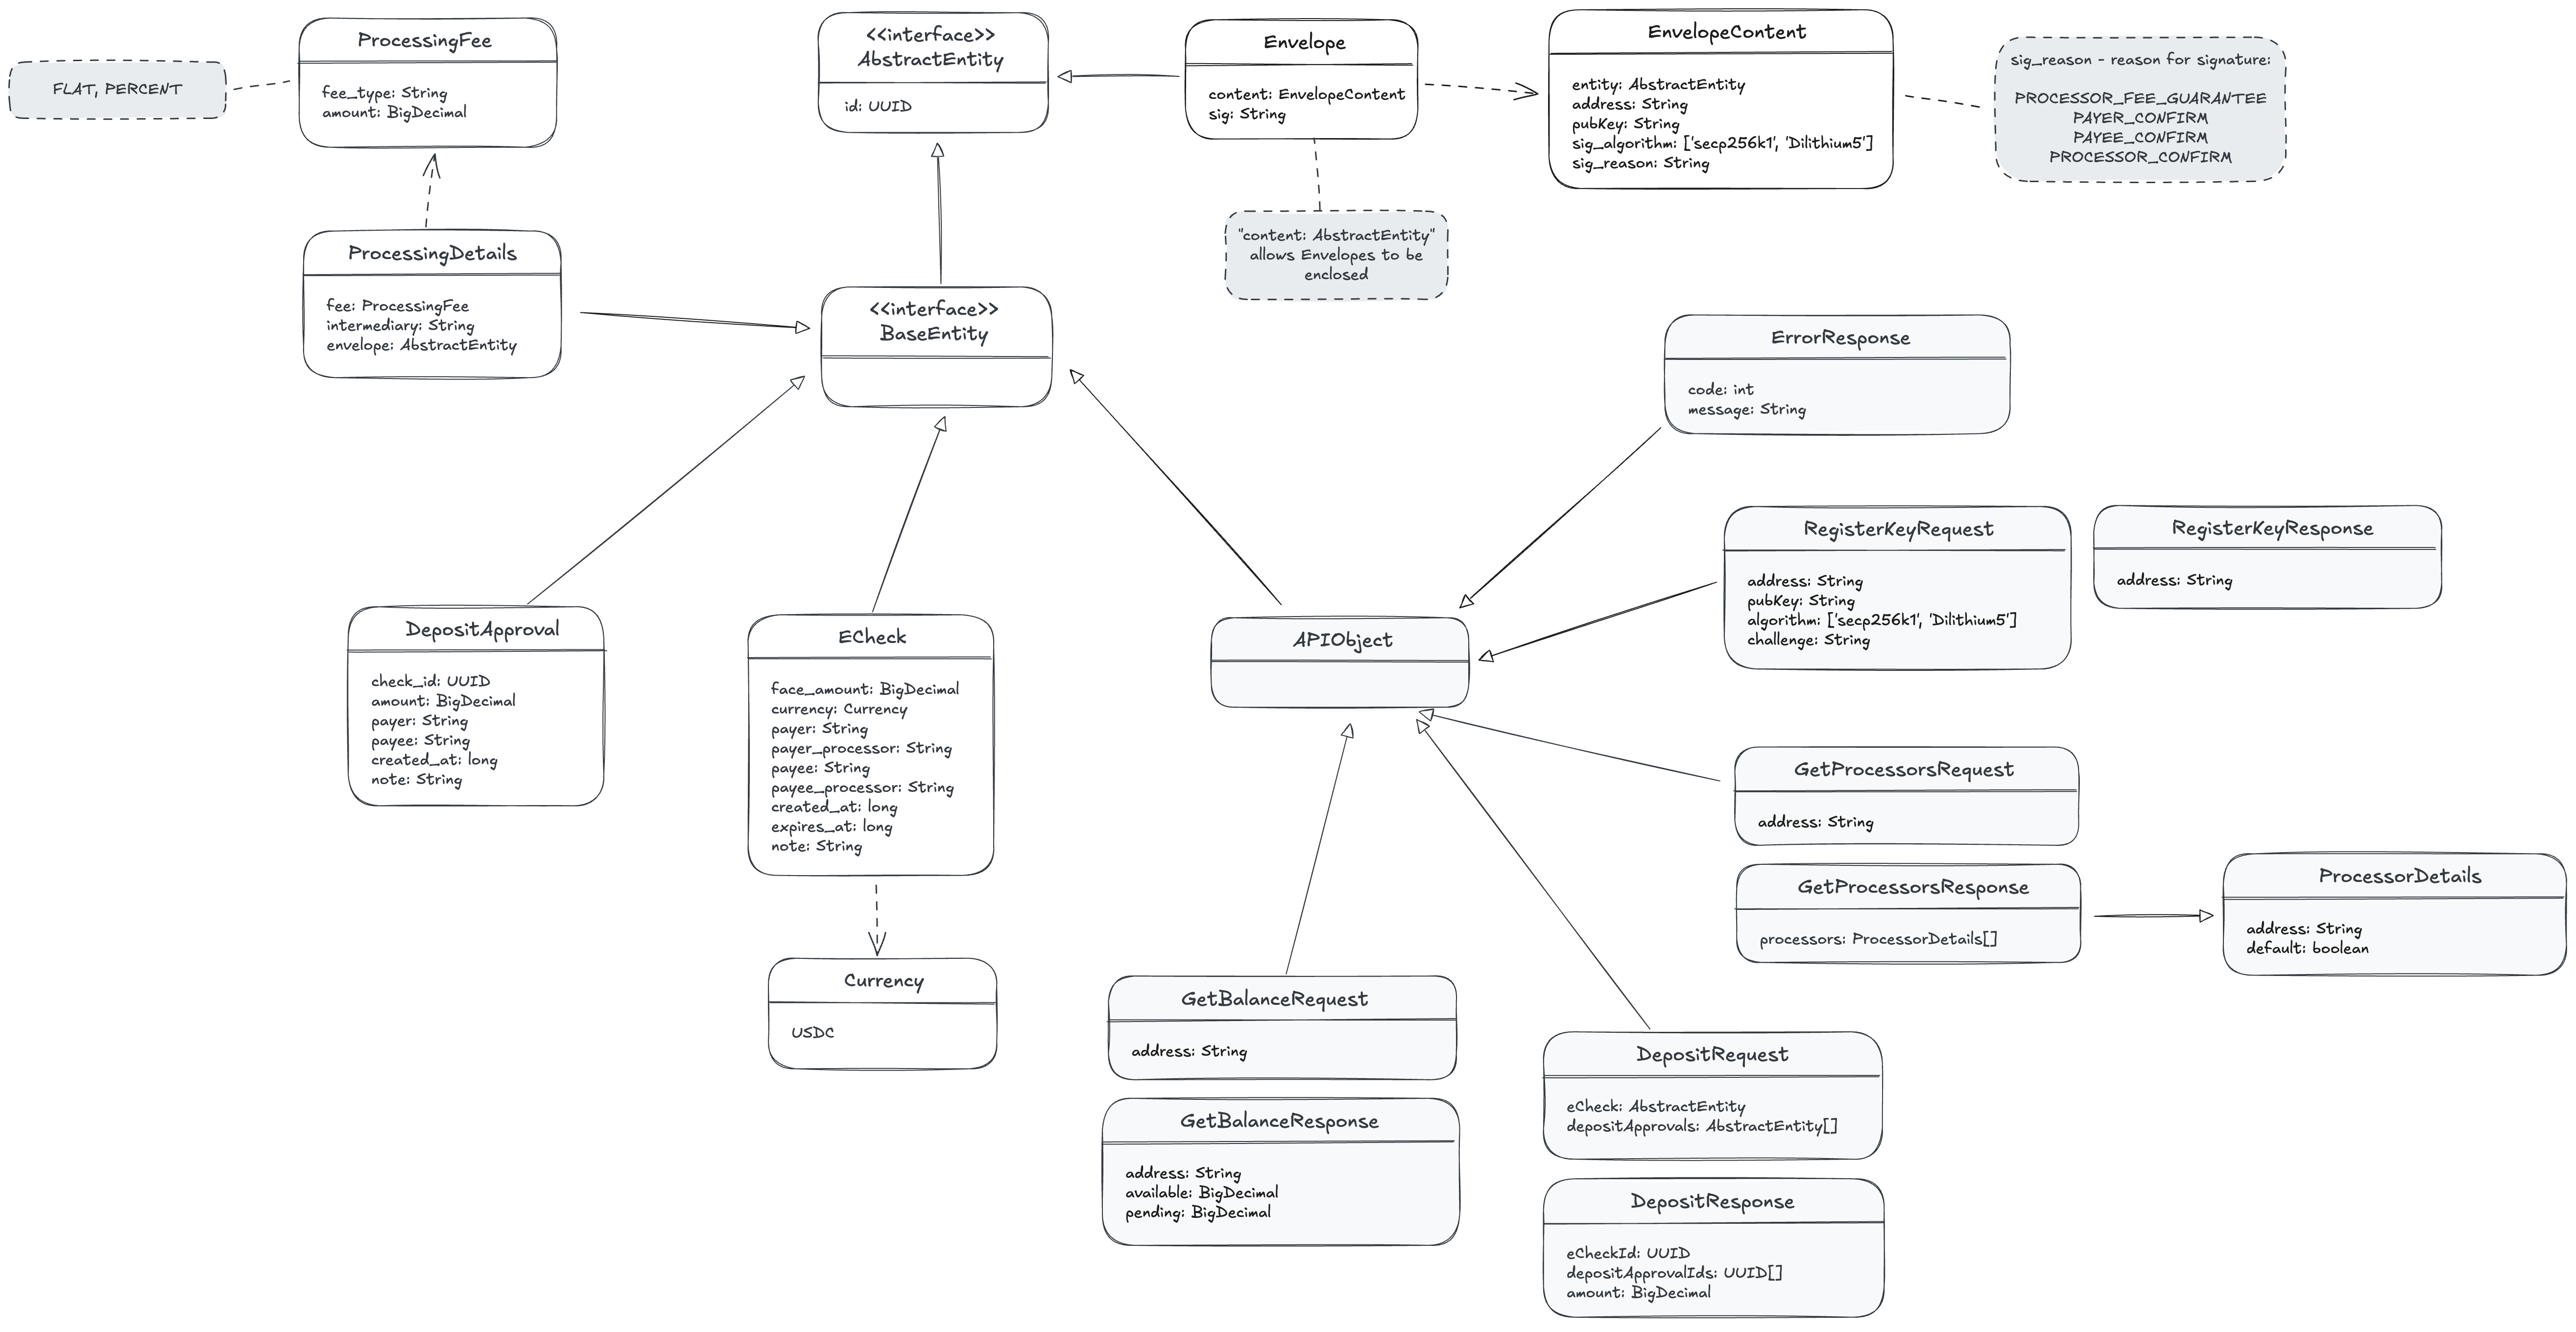 ProcessingFee
fee_type: String
amount: BigDecimal
FLAT, PERCENT
<<interface>>
AbstractEntity
id: UUID
Envelope
content: EnvelopeContent
sig: String
EnvelopeContent
entity: AbstractEntity
address: String
pubKey: String
sig_algorithm: ['secp256k1', 'Dilithium5']
sig_reason: String
sig_reason - reason for signature:
PROCESSOR_FEE_GUARANTEE
PAYER_CONFIRM
PAYEE_CONFIRM
PROCESSOR_CONFIRM
"content: AbstractEntity"
allows Envelopes to be
enclosed
ProcessingDetails
fee: ProcessingFee
intermediary: String
envelope: AbstractEntity
<<interface>>
BaseEntity
ErrorResponse
code: int
message: String
RegisterKeyRequest
address: String
pubKey: String
algorithm: ['secp256k1', 'Dilithium5']
challenge: String
RegisterKeyResponse
address: String
DepositApproval
check_id: UUID
amount: BigDecimal
payer: String
payee: String
created_at: long
note: String
ECheck
face_amount: BigDecimal
currency: Currency
payer: String
payer_processor: String
payee: String
payee_processor: String
created_at: long
expires_at: long
note: String
APIObject
GetProcessorsRequest
address: String
GetProcessorsResponse
processors: ProcessorDetails[]
ProcessorDetails
address: String
default: boolean
Currency
USDC
GetBalanceRequest
address: String
GetBalanceResponse
address: String
available: BigDecimal
pending: BigDecimal
DepositRequest
eCheck: AbstractEntity
depositApprovals: AbstractEntity[]
DepositResponse
eCheckId: UUID
depositApprovalIds: UUID[]
amount: BigDecimal